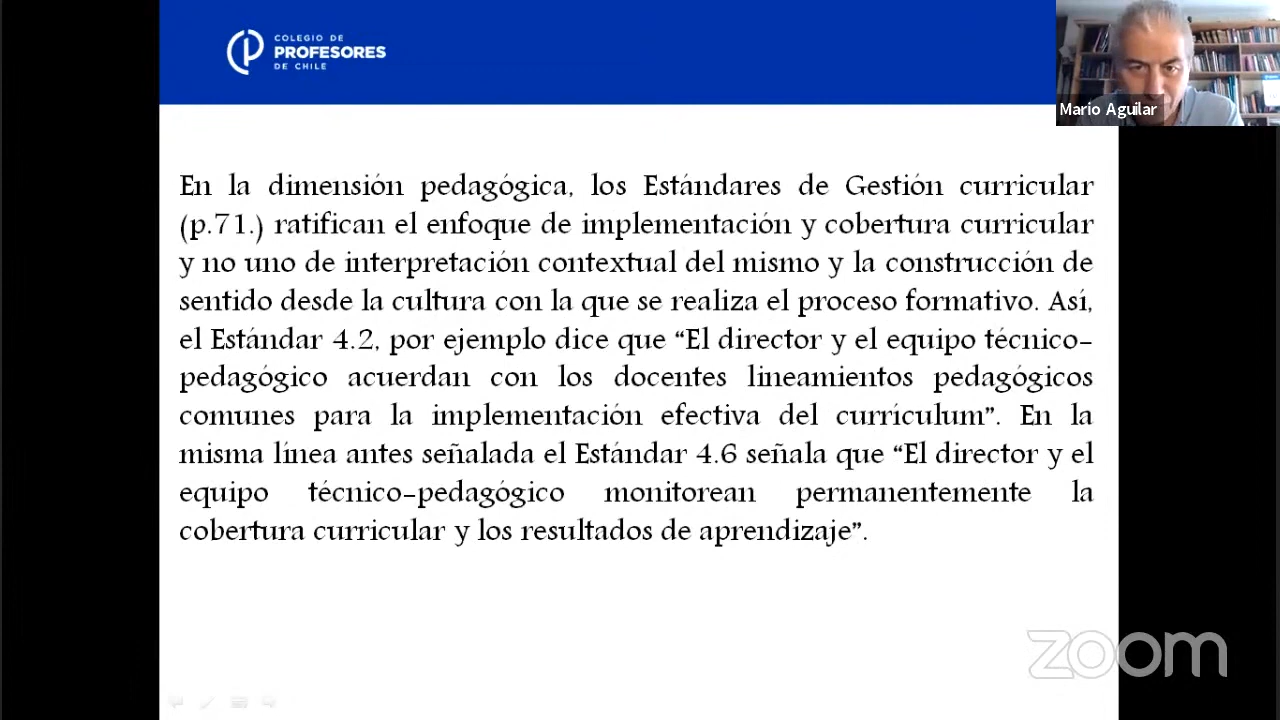 COLEGIO DE
PROFESORES
DE CHILE
Mario Aguilar
En la dimensión pedagógica, los Estándares de Gestión curricular
(p.71.) ratifican el enfoque de implementación y cobertura curricular
y no uno de interpretación contextual del mismo y la construcción de
sentido desde la cultura con la que se realiza el proceso formativo. Así,
el Estándar 4.2, por ejemplo dice que “El director y el equipo técnico-
pedagógico acuerdan con los docentes lineamientos pedagógicos
comunes para la implementación efectiva del currículum”. En la
misma línea antes señalada el Estándar 4.6 señala que “El director y el
equipo técnico-pedagógico monitorean permanentemente la
cobertura curricular y los resultados de aprendizaje”.
zoom